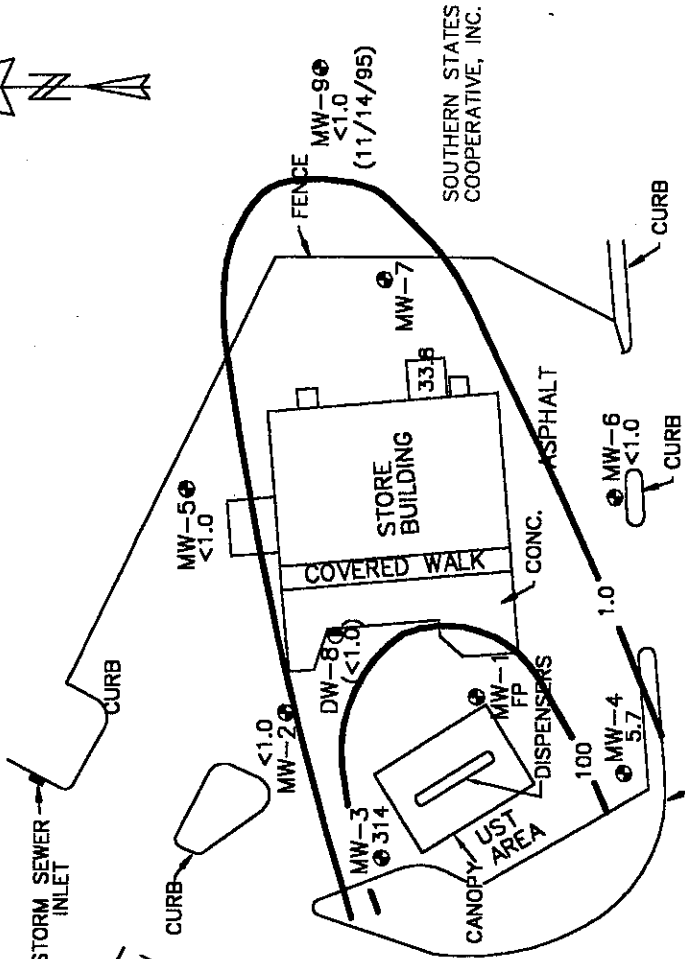 STORM SEWER
INLET
N
CURB
CURB
MW-5
<1.0
FENCE
MW-9
<1.0
(11/14/95)
SOUTHERN STATES
COOPERATIVE, INC.
<1.0
MW-2
DW-8
(<1.0)
COVERED WALK
STORE
BUILDING
33.8
MW-7
MW-3
314
CANOPY
UST
AREA
DISPENSERS
MW-1
FP
CONC.
ASPHALT
100
1.0
MW-4
5.7
MW-6
<1.0
CURB
CURB